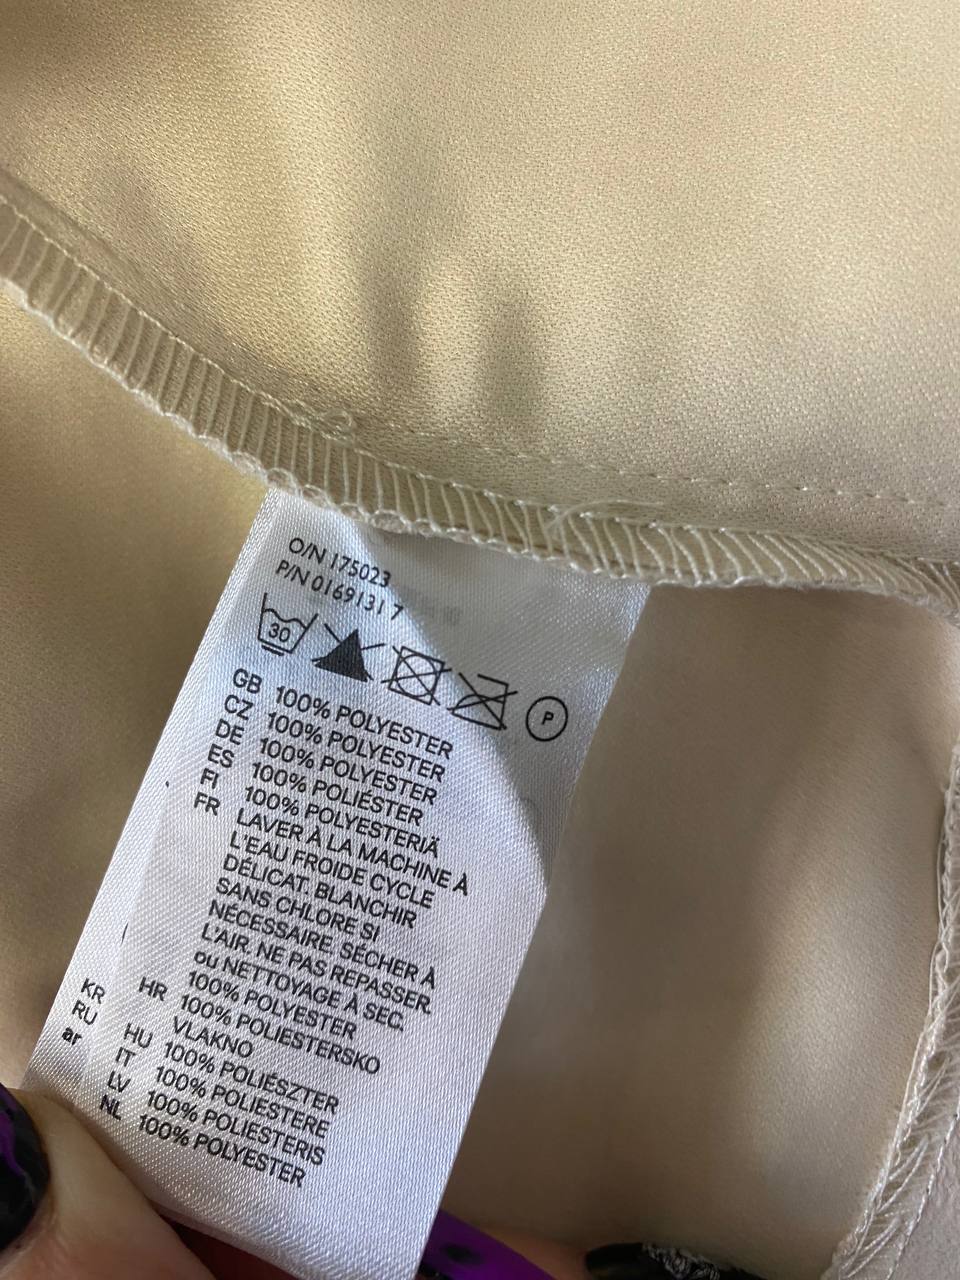 O/N 175023
P/N 0169131 7
30
P
GB 100% POLYESTER
CZ 100% POLYESTER
DE 100% POLYESTER
ES 100% POLIÉSTER
FI 100% POLYESTERIÄ
FR LAVER À LA MACHINE À
L'EAU FROIDE CYCLE
DÉLICAT. BLANCHIR
SANS CHLORE SI
NÉCESSAIRE. SÉCHER À
L'AIR. NE PAS REPASSER.
ou NETTOYAGE À SEC.
100% POLYESTER
HR 100% POLIESTERSKO
VLAKNO
HU 100% POLIÉSZTER
IT 100% POLIESTERE
LV 100% POLIESTERIS
NL 100% POLYESTER
KR
RU
ar